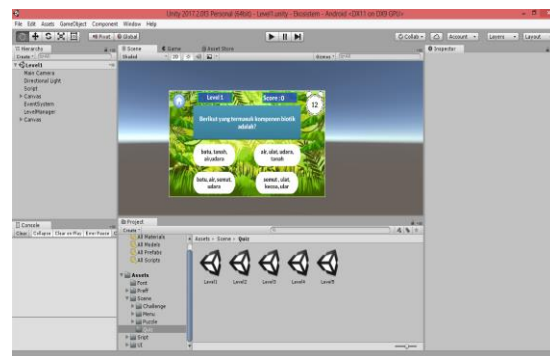 Unity 2017.2.0f3 Personal (64bit) - Level1.unity - Ekosistem - Android <DX11 on DX9 GPU>
File Edit Assets GameObject Component Window Help
Pivot Global Collab Account Layers Layout
Hierarchy Scene Game Asset Store Inspector
Create Shaded 2D Gizmos
Level1
Main Camera
Directional Light
Script
Canvas
EventSystem
LevelManager
Canvas
Level 1 Score : 0
12
Berikut yang termasuk komponen biotik
adalah?
batu, tanah,
air,udara
air, ulat, udara,
tanah
batu, air, semut,
udara
semut , ulat,
Console
Clear Collapse Clear on Play Error Pause
Project
Create
All Materials
All Models
All Prefabs
All Scripts
Assets
Font
Preff
Scene
Challenge
Menu
Puzzle
Quiz
Sript
UI
Assets Scene Quiz
Level1 Level2 Level3 Level4 Level5